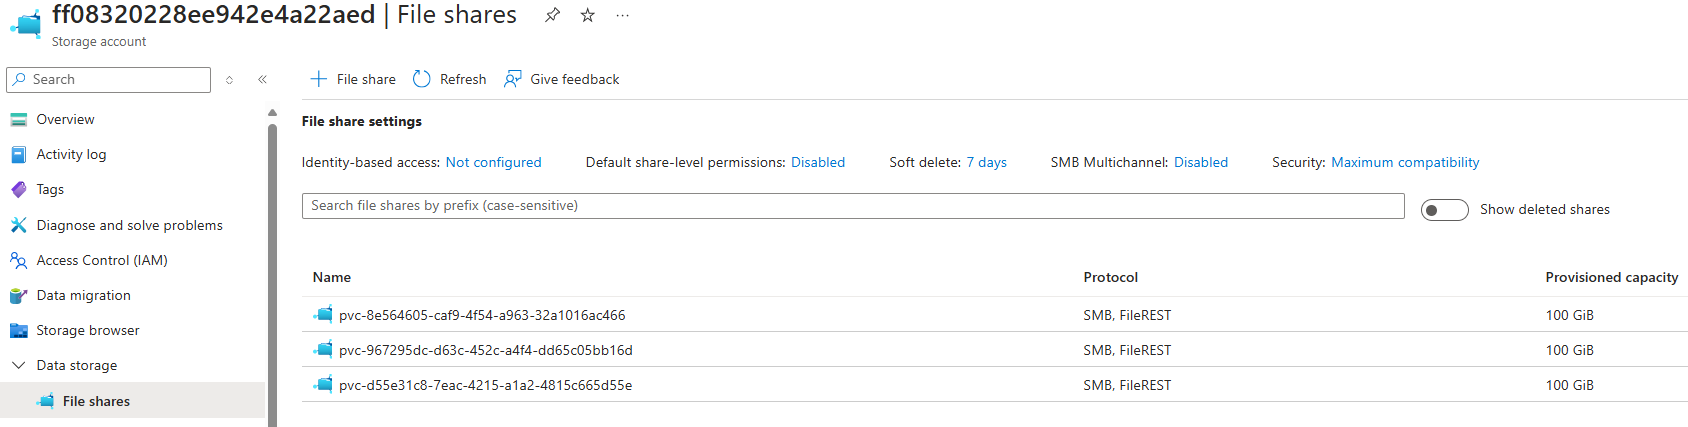 ff08320228ee942e4a22aed | File shares
Storage account
Search
File share Refresh Give feedback
Overview
Activity log
Tags
Diagnose and solve problems
Access Control (IAM)
Data migration
Storage browser
Data storage
File shares
File share settings
Identity-based access: Not configured Default share-level permissions: Disabled Soft delete: 7 days SMB Multichannel: Disabled Security: Maximum compatibility
Search file shares by prefix (case-sensitive) Show deleted shares
Name Protocol Provisioned capacity
pvc-8e564605-caf9-4f54-a963-32a1016ac466 SMB, FileREST 100 GiB
pvc-967295dc-d63c-452c-a4f4-dd65c05bb16d SMB, FileREST 100 GiB
pvc-d55e31c8-7eac-4215-a1a2-4815c665d55e SMB, FileREST 100 GiB